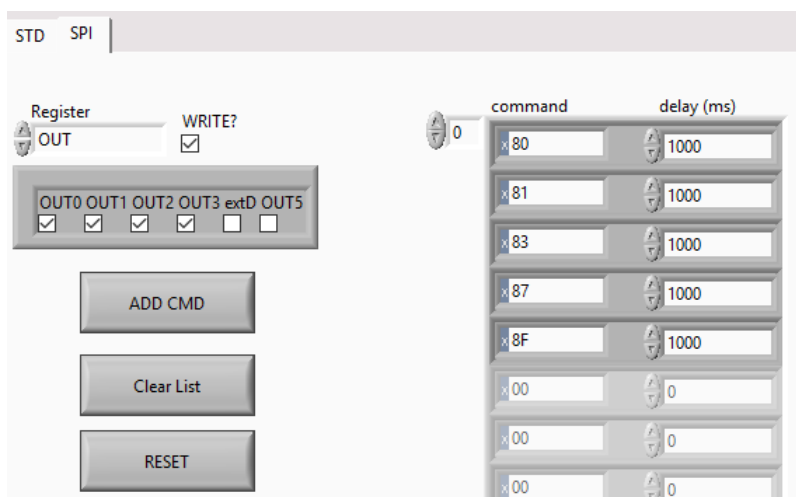 STD SPI
Register
WRITE?
OUT
OUT0 OUT1 OUT2 OUT3 extD OUT5
ADD CMD
Clear List
RESET
0
command delay (ms)
x 80 1000
x 81 1000
x 83 1000
x 87 1000
x 8F 1000
x 00 0
x 00 0
x 00 0